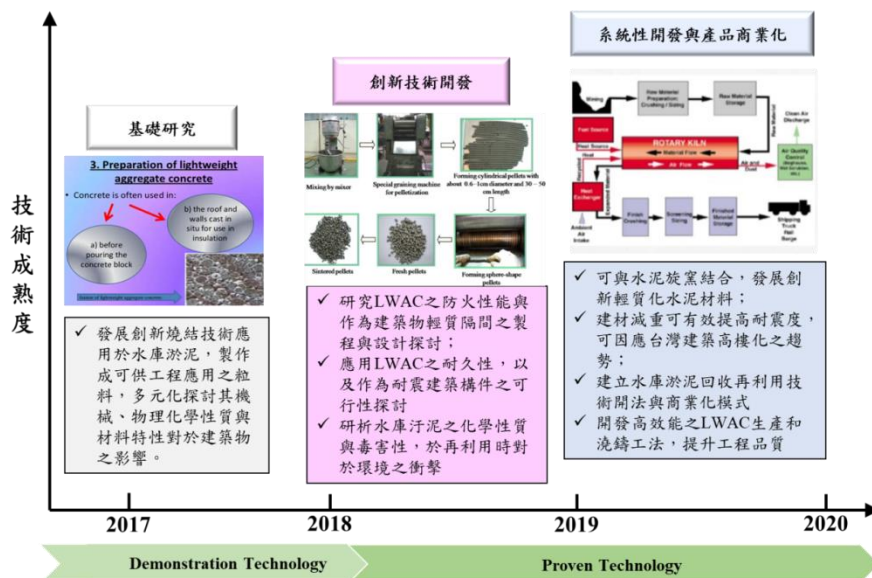 系統性開發與產品商業化
創新技術開發
基礎研究
技術成熟度
3. Preparation of lightweight
aggregate concrete
• Concrete is often used in:
a) before
pouring the
concrete block
b) the roof and
walls cast in
situ for use in
insulation
✓ 發展創新燒結技術應
用於水庫淤泥，製作
成可供工程應用之粒
料，多元化探討其機
械、物理化學性質與
材料特性對於建築物
之影響。
Mixing by mixer
Special graining machine
for pelletization
Forming cylindrical pellets with
about 0.6- 1cm diameter and 30 – 50
cm length
Sintered pellets
Fresh pellets
Forming sphere-shape
pellets
✓ 研究LWAC之防火性能與
作為建築物輕質隔間之製
程與設計探討；
✓ 應用LWAC之耐久性，以
及作為耐震建築構件之可
行性探討
✓ 研析水庫汙泥之化學性質
與毒害性，於再利用時對
於環境之衝擊
Mining
Raw Material
Preparation:
Crushing / Sizing
Raw Material
Storage
Raw Material
Clean Air
Discharge
Fuel Source
Heat Source
Heat
ROTARY KILN
Material Flow
Air Flow
Air and
Dust
Air Quality
Control
Heat
Exchanger
Expanded Material
Ambient
Air
Intake
Finish
Screening
Sizing
Finished
Material
Storage
Shipping
Truck
Rail
Barge
✓ 可與水泥旋窯結合，發展創
新輕質化水泥材料；
✓ 建材減重可有效提高耐震度，
可因應台灣建築高樓化之趨
勢；
✓ 建立水庫淤泥回收再利用技
術開法與商業化模式
✓ 開發高效能之LWAC生產和
澆鑄工法，提升工程品質
2017
2018
2019
2020
Demonstration Technology
Proven Technology